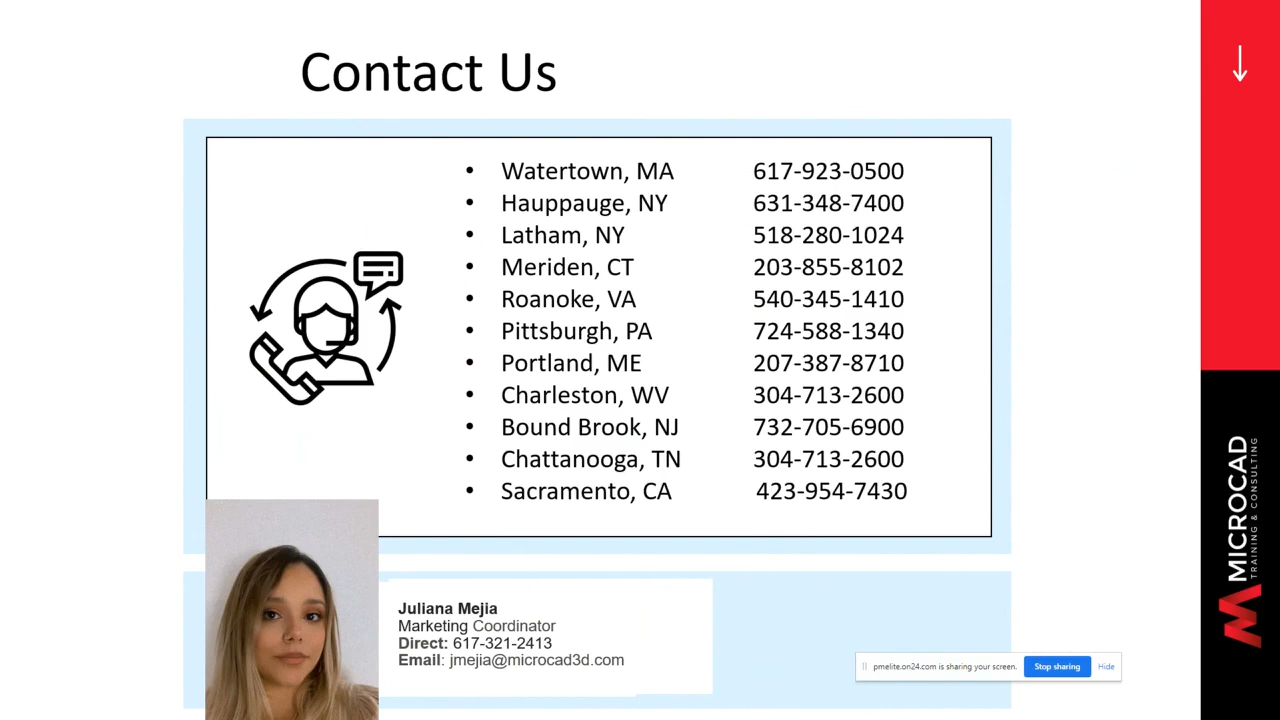 Contact Us
• Watertown, MA 617-923-0500
• Hauppauge, NY 631-348-7400
• Latham, NY 518-280-1024
• Meriden, CT 203-855-8102
• Roanoke, VA 540-345-1410
• Pittsburgh, PA 724-588-1340
• Portland, ME 207-387-8710
• Charleston, WV 304-713-2600
• Bound Brook, NJ 732-705-6900
• Chattanooga, TN 304-713-2600
• Sacramento, CA 423-954-7430
Juliana Mejia
Marketing Coordinator
Direct: 617-321-2413
Email: jmejia@microcad3d.com
pmelite.on24.com is sharing your screen. Stop sharing Hide
MICROCAD
TRAINING & CONSULTING